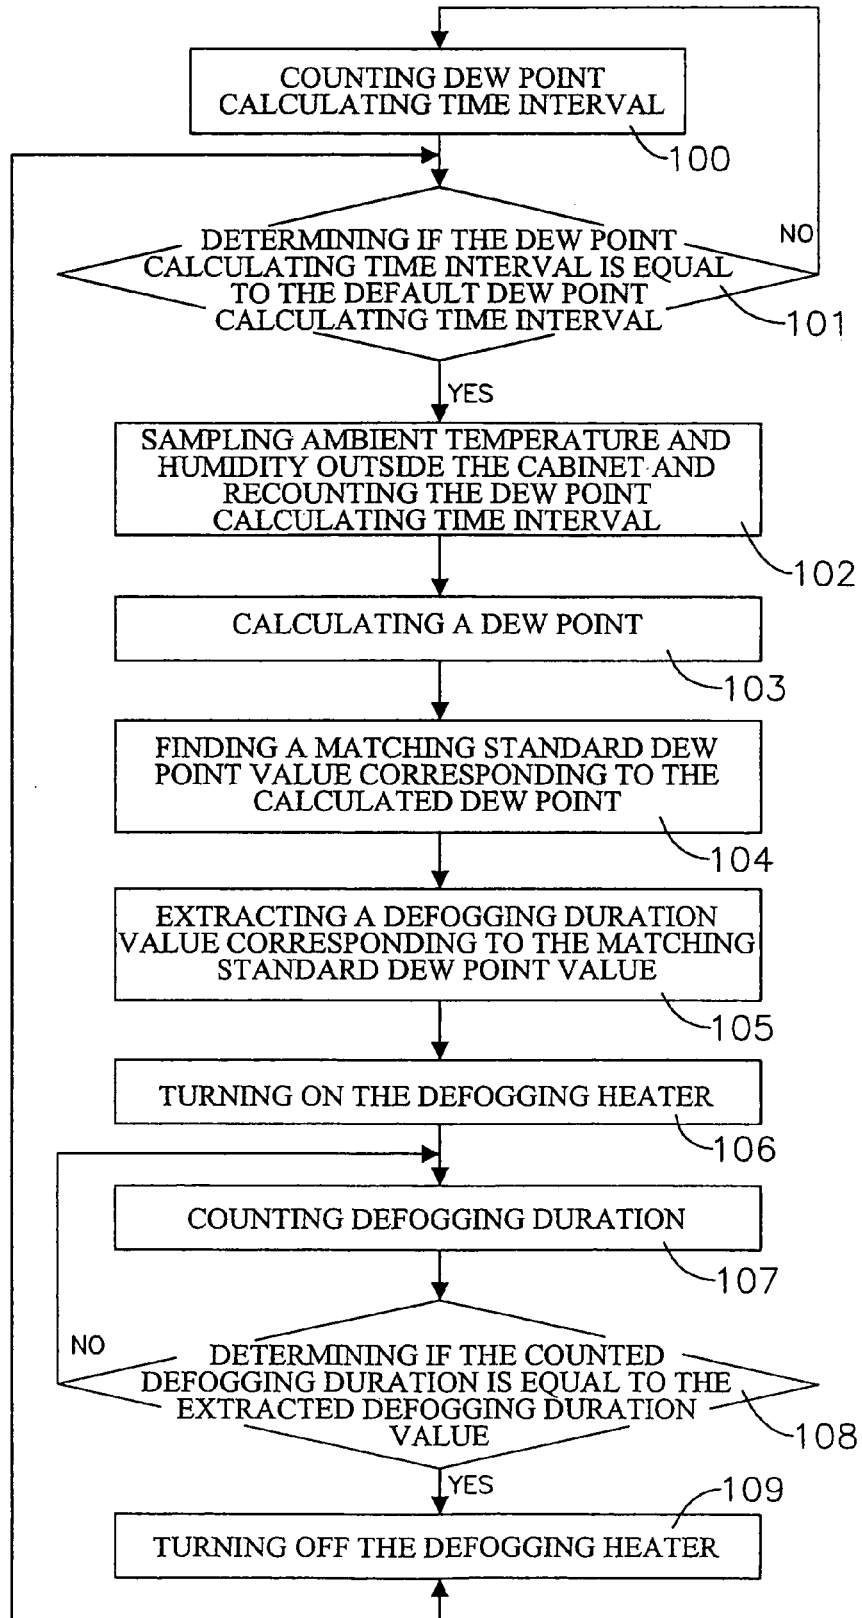 COUNTING DEW POINT
CALCULATING TIME INTERVAL
100
DETERMINING IF THE DEW POINT
CALCULATING TIME INTERVAL IS EQUAL
TO THE DEFAULT DEW POINT
CALCULATING TIME INTERVAL
NO
101
YES
SAMPLING AMBIENT TEMPERATURE AND
HUMIDITY OUTSIDE THE CABINET AND
RECOUNTING THE DEW POINT
CALCULATING TIME INTERVAL
102
CALCULATING A DEW POINT
103
FINDING A MATCHING STANDARD DEW
POINT VALUE CORRESPONDING TO THE
CALCULATED DEW POINT
104
EXTRACTING A DEFOGGING DURATION
VALUE CORRESPONDING TO THE MATCHING
STANDARD DEW POINT VALUE
105
TURNING ON THE DEFOGGING HEATER
106
COUNTING DEFOGGING DURATION
107
NO
DETERMINING IF THE COUNTED
DEFOGGING DURATION IS EQUAL TO THE
EXTRACTED DEFOGGING DURATION
VALUE
108
YES
109
TURNING OFF THE DEFOGGING HEATER